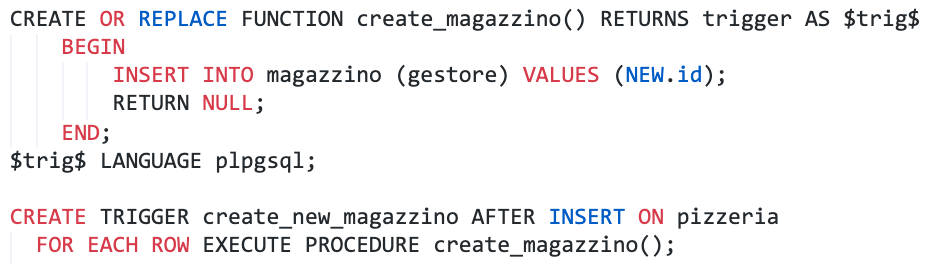 CREATE OR REPLACE FUNCTION create_magazzino() RETURNS trigger AS $trig$
BEGIN
INSERT INTO magazzino (gestore) VALUES (NEW.id);
RETURN NULL;
END;
$trig$ LANGUAGE plpgsql;
CREATE TRIGGER create_new_magazzino AFTER INSERT ON pizzeria
FOR EACH ROW EXECUTE PROCEDURE create_magazzino();